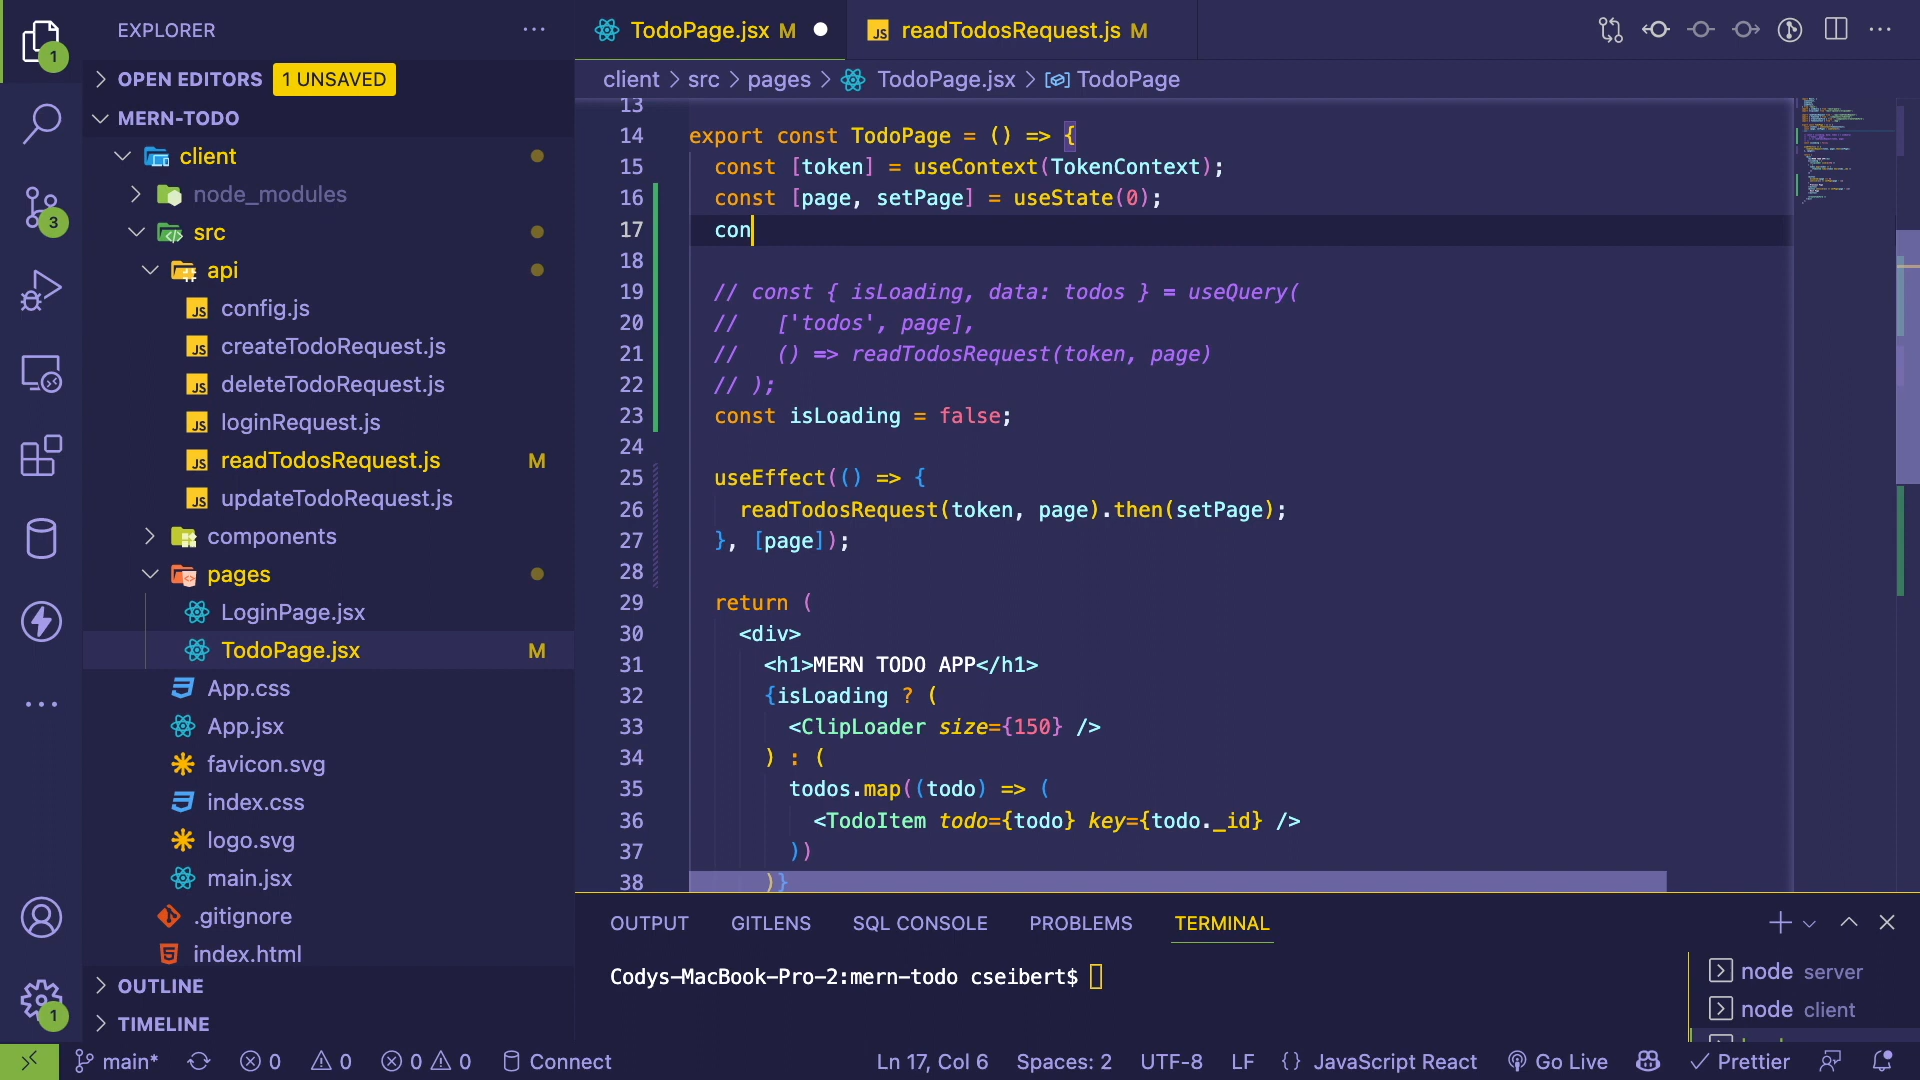 EXPLORER
OPEN EDITORS 1 UNSAVED
MERN-TODO
client
node_modules
src
api
config.js
createTodoRequest.js
deleteTodoRequest.js
loginRequest.js
readTodosRequest.js M
updateTodoRequest.js
components
pages
LoginPage.jsx
TodoPage.jsx M
App.css
App.jsx
favicon.svg
index.css
logo.svg
main.jsx
.gitignore
index.html
OUTLINE
TIMELINE
1
3
1
TodoPage.jsx M
readTodosRequest.js M
client > src > pages > TodoPage.jsx > TodoPage
13
14 export const TodoPage = () => {
15 const [token] = useContext(TokenContext);
16 const [page, setPage] = useState(0);
17 con
18
19 // const { isLoading, data: todos } = useQuery(
20 //   ['todos', page],
21 //   () => readTodosRequest(token, page)
22 // );
23 const isLoading = false;
24
25 useEffect(() => {
26 readTodosRequest(token, page).then(setPage);
27 }, [page]);
28
29 return (
30 <div>
31 <h1>MERN TODO APP</h1>
32 {isLoading ? (
33 <ClipLoader size={150} />
34 ) : (
35 todos.map((todo) => (
36 <TodoItem todo={todo} key={todo._id} />
37 ))
38 )}
OUTPUT GITLENS SQL CONSOLE PROBLEMS TERMINAL
Codys-MacBook-Pro-2:mern-todo cseibert$
node server
node client
main* 0 0 0 0 Connect Ln 17, Col 6 Spaces: 2 UTF-8 LF {} JavaScript React Go Live Prettier